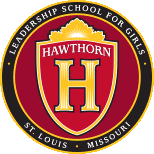 LEADERSHIP SCHOOL FOR GIRLS
HAWTHORN
H
ST. LOUIS • MISSOURI